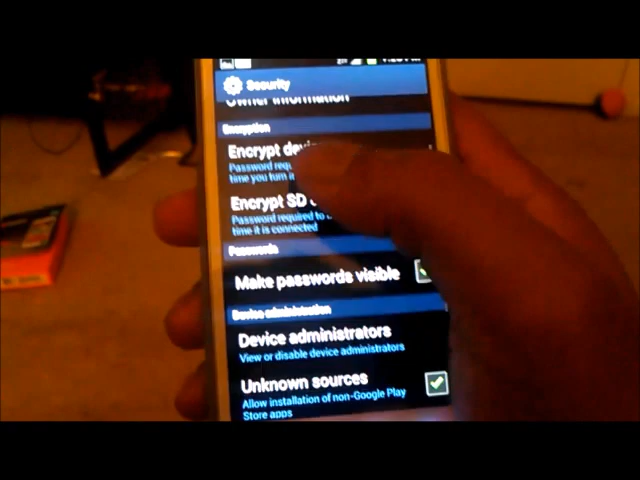 Security
Owner information
Encryption
Encrypt
Password
time you turn
Encrypt SD
Password required to
time it is connected
Passwords
Make passwords visible
Device administration
Device administrators
View or disable device administrators
Unknown sources
Allow installation of non-Google Play
Store apps